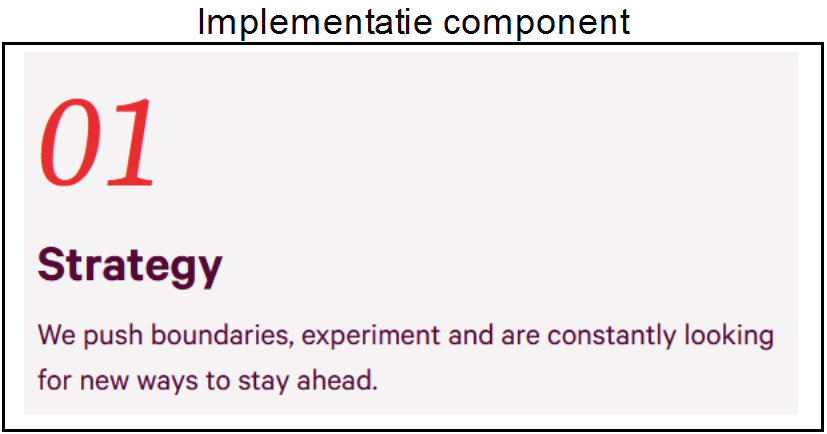 Implementatie component
01
Strategy
We push boundaries, experiment and are constantly looking
for new ways to stay ahead.